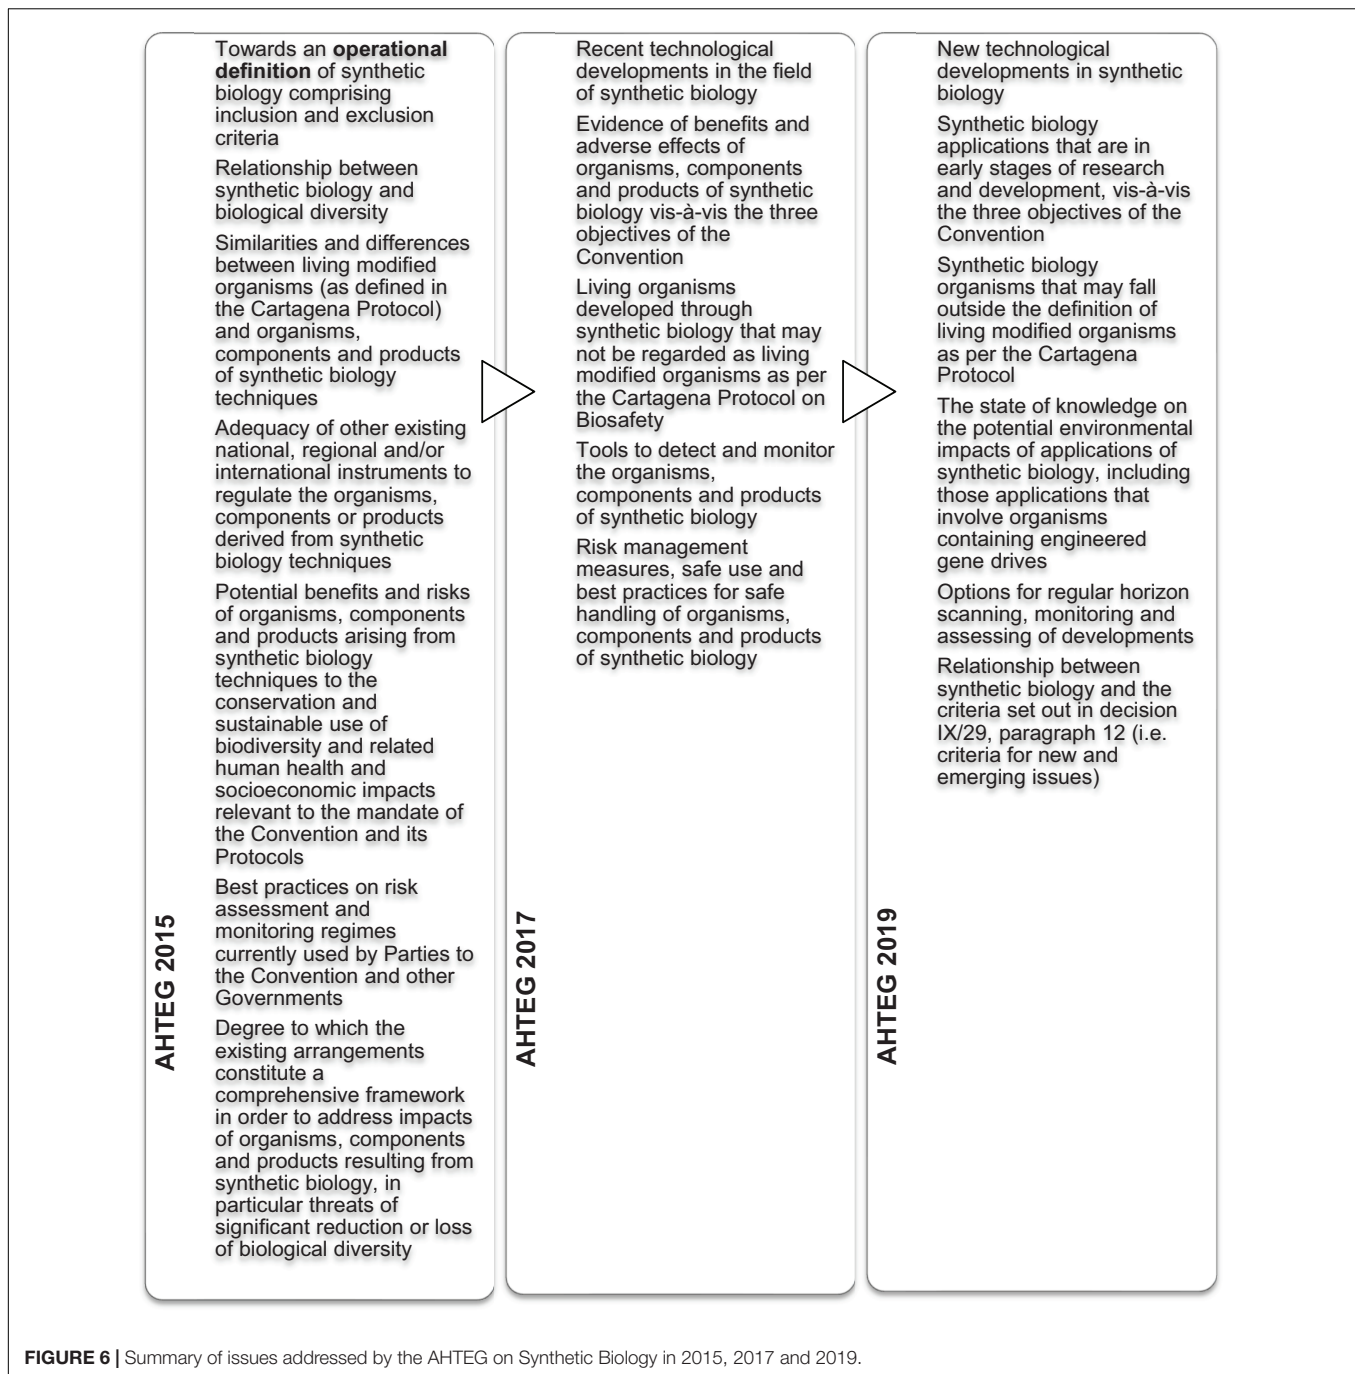 Towards an operational
definition of synthetic
biology comprising
inclusion and exclusion
criteria
Relationship between
synthetic biology and
biological diversity
Similarities and differences
between living modified
organisms (as defined in
the Cartagena Protocol)
and organisms,
components and products
of synthetic biology
techniques
Adequacy of other existing
national, regional and/or
international instruments to
regulate the organisms,
components or products
derived from synthetic
biology techniques
Potential benefits and risks
of organisms, components
and products arising from
synthetic biology
techniques to the
conservation and
sustainable use of
biodiversity and related
human health and
socioeconomic impacts
relevant to the mandate of
the Convention and its
Protocols
Best practices on risk
assessment and
monitoring regimes
currently used by Parties to
the Convention and other
Governments
Degree to which the
existing arrangements
constitute a
comprehensive framework
in order to address impacts
of organisms, components
and products resulting from
synthetic biology, in
particular threats of
significant reduction or loss
of biological diversity
AHTEG 2015
Recent technological
developments in the field
of synthetic biology
Evidence of benefits and
adverse effects of
organisms, components
and products of synthetic
biology vis-à-vis the three
objectives of the
Convention
Living organisms
developed through
synthetic biology that may
not be regarded as living
modified organisms as per
the Cartagena Protocol on
Biosafety
Tools to detect and monitor
the organisms,
components and products
of synthetic biology
Risk management
measures, safe use and
best practices for safe
handling of organisms,
components and products
of synthetic biology
AHTEG 2017
New technological
developments in synthetic
biology
Synthetic biology
applications that are in
early stages of research
and development, vis-à-vis
the three objectives of the
Convention
Synthetic biology
organisms that may fall
outside the definition of
living modified organisms
as per the Cartagena
Protocol
The state of knowledge on
the potential environmental
impacts of applications of
synthetic biology, including
those applications that
involve organisms
containing engineered
gene drives
Options for regular horizon
scanning, monitoring and
assessing of developments
Relationship between
synthetic biology and the
criteria set out in decision
IX/29, paragraph 12 (i.e.
criteria for new and
emerging issues)
AHTEG 2019
FIGURE 6 | Summary of issues addressed by the AHTEG on Synthetic Biology in 2015, 2017 and 2019.